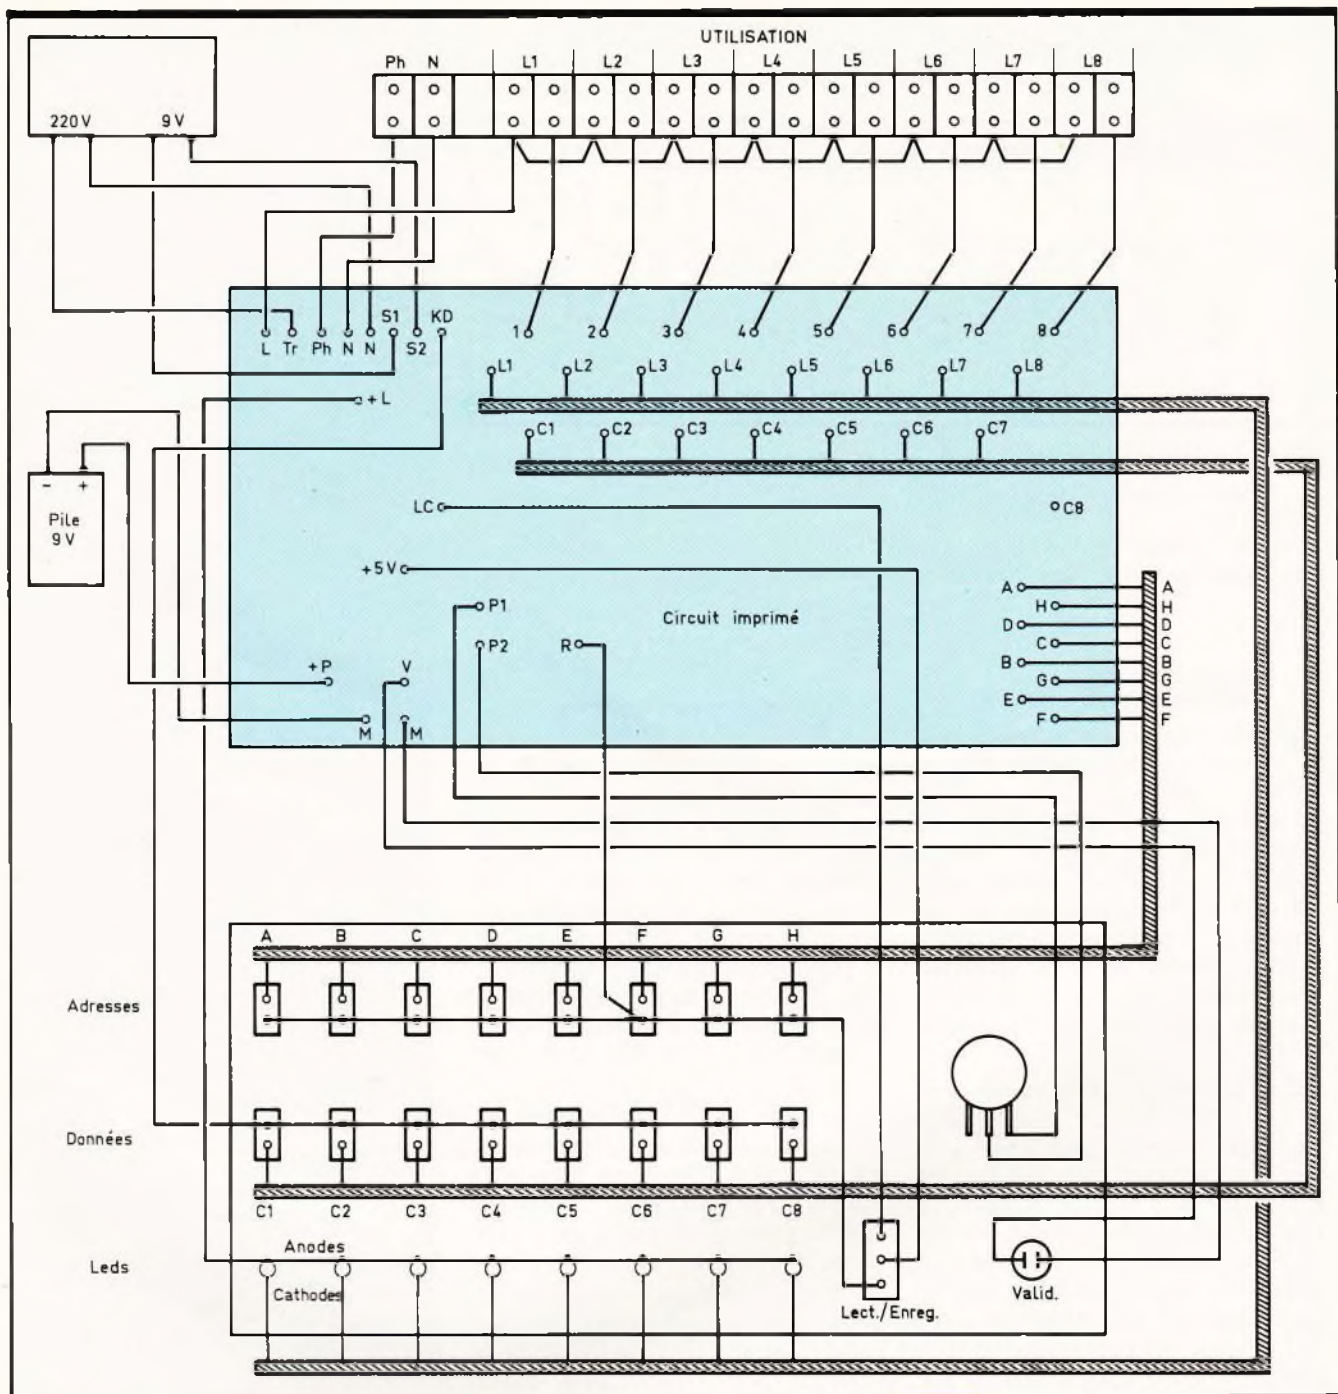 UTILISATION
Ph N L1 L2 L3 L4 L5 L6 L7 L8
220V 9V
S1 KD
L Tr Ph N N S2
1 2 3 4 5 6 7 8
L1 L2 L3 L4 L5 L6 L7 L8
+L
C1 C2 C3 C4 C5 C6 C7
- +
Pile
9V
LC
C8
+5V
A A
P1
H H
Circuit imprimé
D D
P2 R
C C
+P V
B B
G G
E E
M M
F F
A B C D E F G H
Adresses
Données
C1 C2 C3 C4 C5 C6 C7 C8
Anodes
Leds
Cathodes
Valid.
Lect./Enreg.